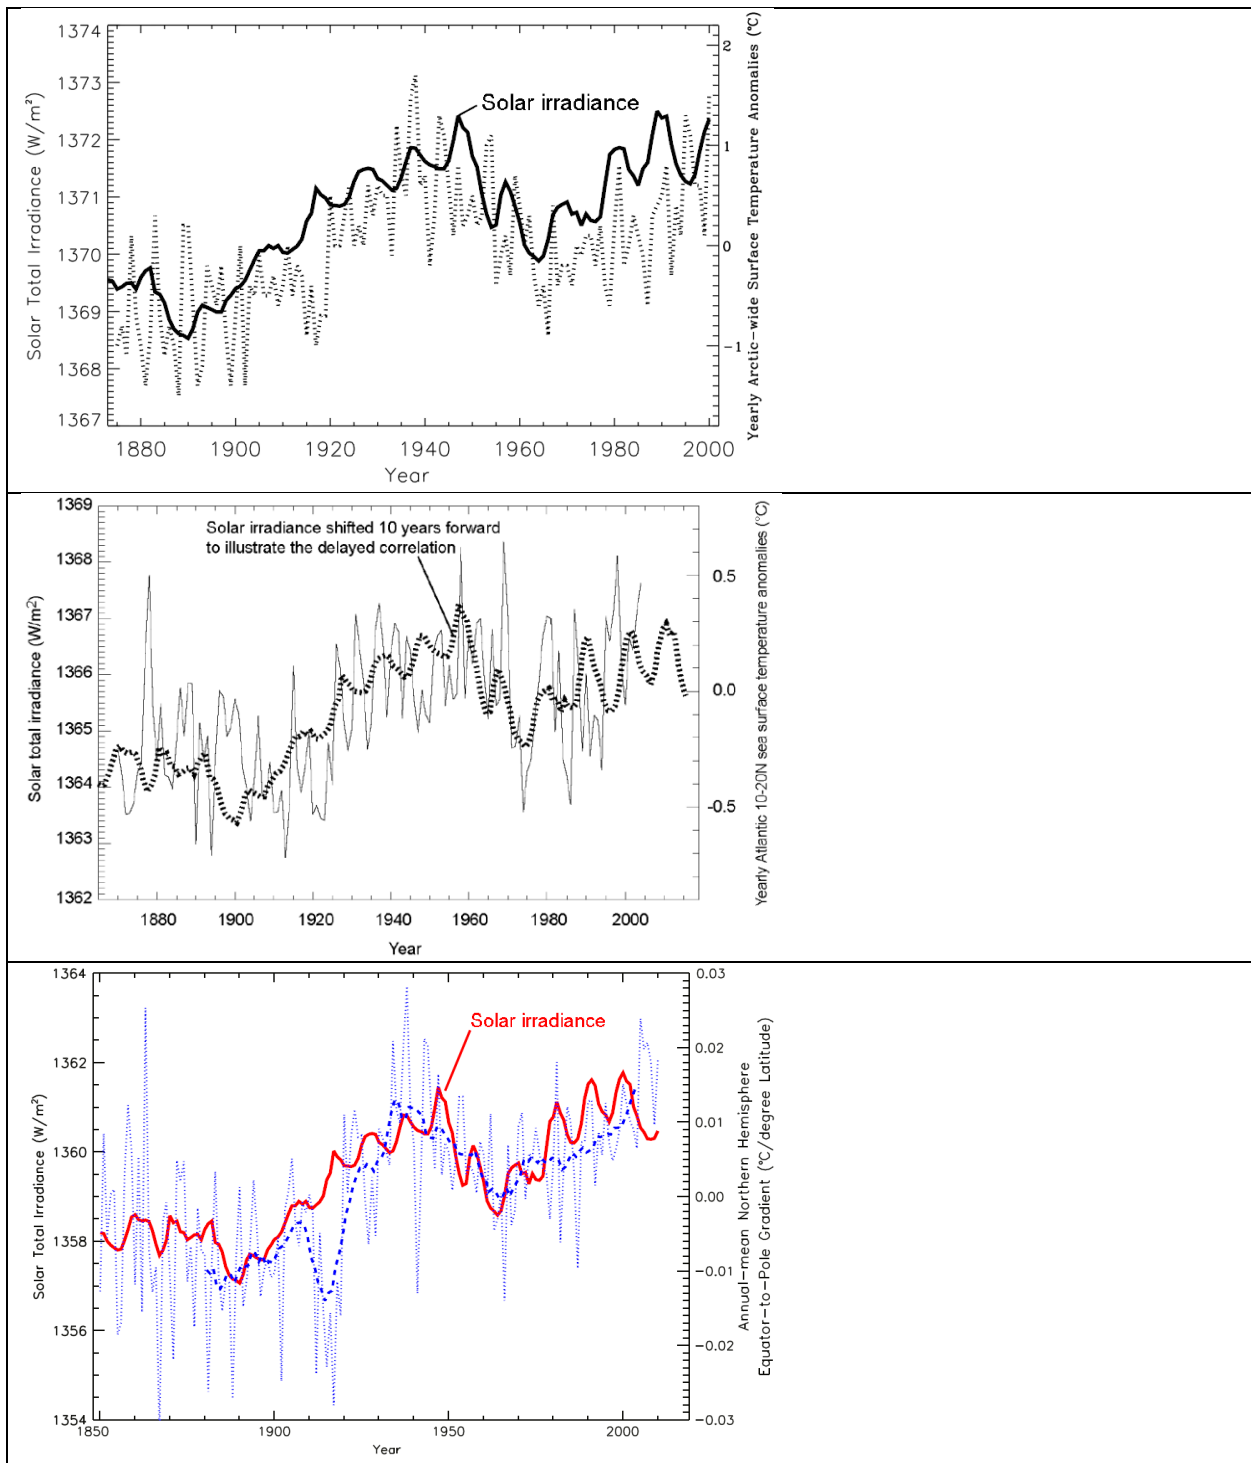 1374
1373
1372
1371
1370
1369
1368
1367
Solar Total Irradiance (W/m²)
Solar irradiance
2
1
0
-1
Yearly Arctic-wide Surface Temperature Anomalies (°C)
1880 1900 1920 1940 1960 1980 2000
Year
1369
1368
1367
1366
1365
1364
1363
1362
Solar total irradiance (W/m²)
Solar irradiance shifted 10 years forward
to illustrate the delayed correlation
0.5
0.0
-0.5
Yearly Atlantic 10-20N sea surface temperature anomalies (°C)
1880 1900 1920 1940 1960 1980 2000
Year
1364
1362
1360
1358
1356
1354
Solar Total Irradiance (W/m²)
Solar irradiance
0.03
0.02
0.01
0.00
-0.01
-0.02
-0.03
Annual-mean Northern Hemisphere
Equator-to-Pole Gradient (°C/degree Latitude)
1850 1900 1950 2000
Year